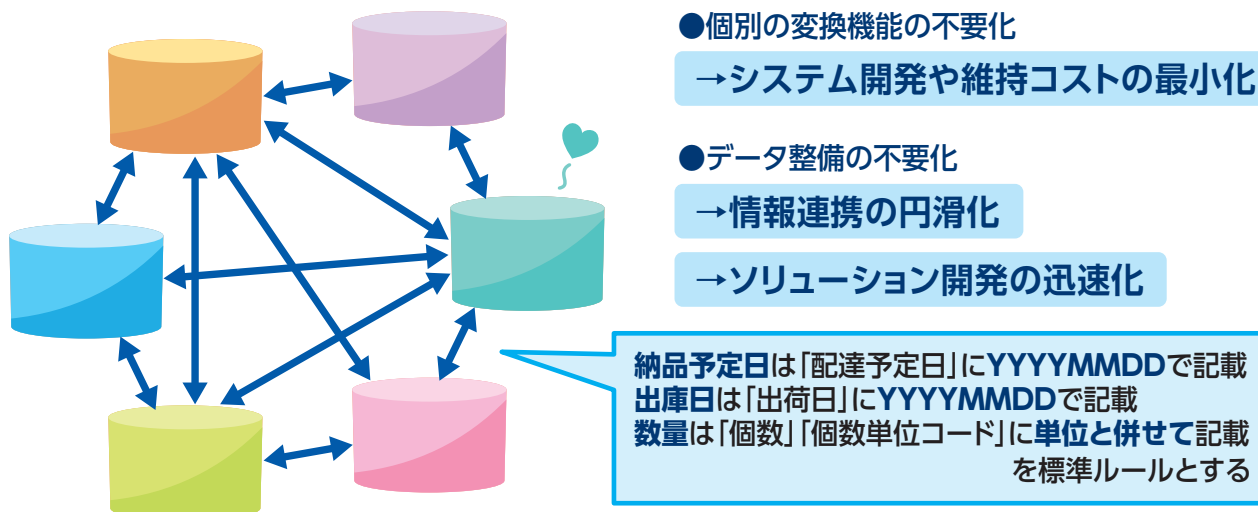 ●個別の変換機能の不要化
→システム開発や維持コストの最小化
●データ整備の不要化
→情報連携の円滑化
→ソリューション開発の迅速化
納品予定日は「配達予定日」にYYYYMMDDで記載
出庫日は「出荷日」にYYYYMMDDで記載
数量は「個数」「個数単位コード」に単位と併せて記載
を標準ルールとする